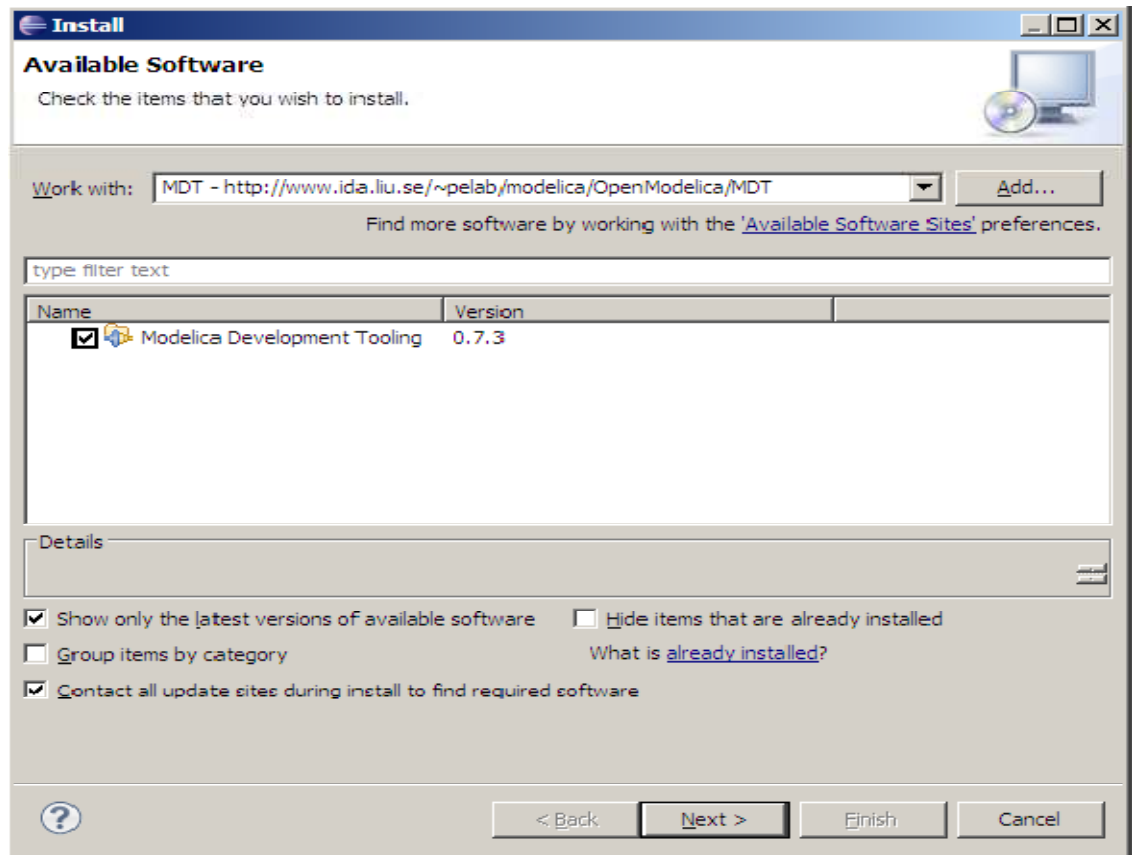 Install
Available Software
Check the items that you wish to install.
Work with: MDT - http://www.ida.liu.se/~pelab/modelica/OpenModelica/MDT Add...
Find more software by working with the 'Available Software Sites' preferences.
type filter text
Name Version
Modelica Development Tooling 0.7.3
Details
Show only the latest versions of available software Hide items that are already installed
Group items by category What is already installed?
Contact all update sites during install to find required software
? < Back Next > Finish Cancel